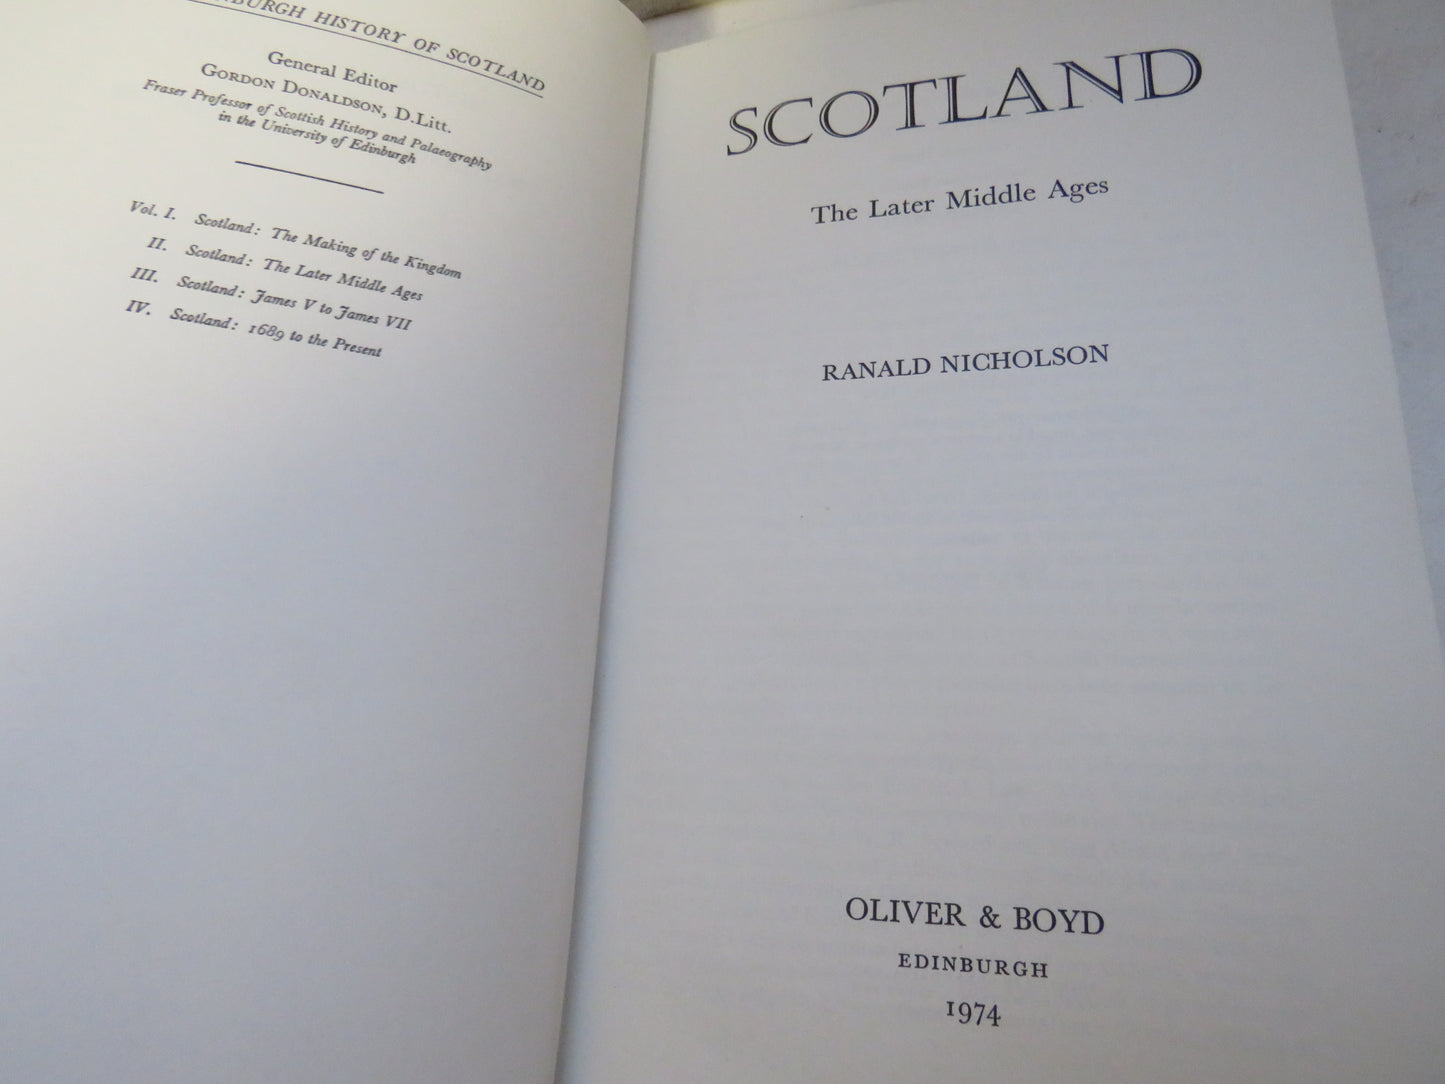 HISTORY OF SCOTLAND
General Editor
GORDON DONALDSON, D.Litt.
Fraser Professor of Scottish History and Palaeography
in the University of Edinburgh
Vol. I. Scotland: The Making of the Kingdom
II. Scotland: The Later Middle Ages
III. Scotland: James V to James VII
IV. Scotland: 1689 to the Present
SCOTLAND
The Later Middle Ages
RANALD NICHOLSON
OLIVER & BOYD
EDINBURGH
1974